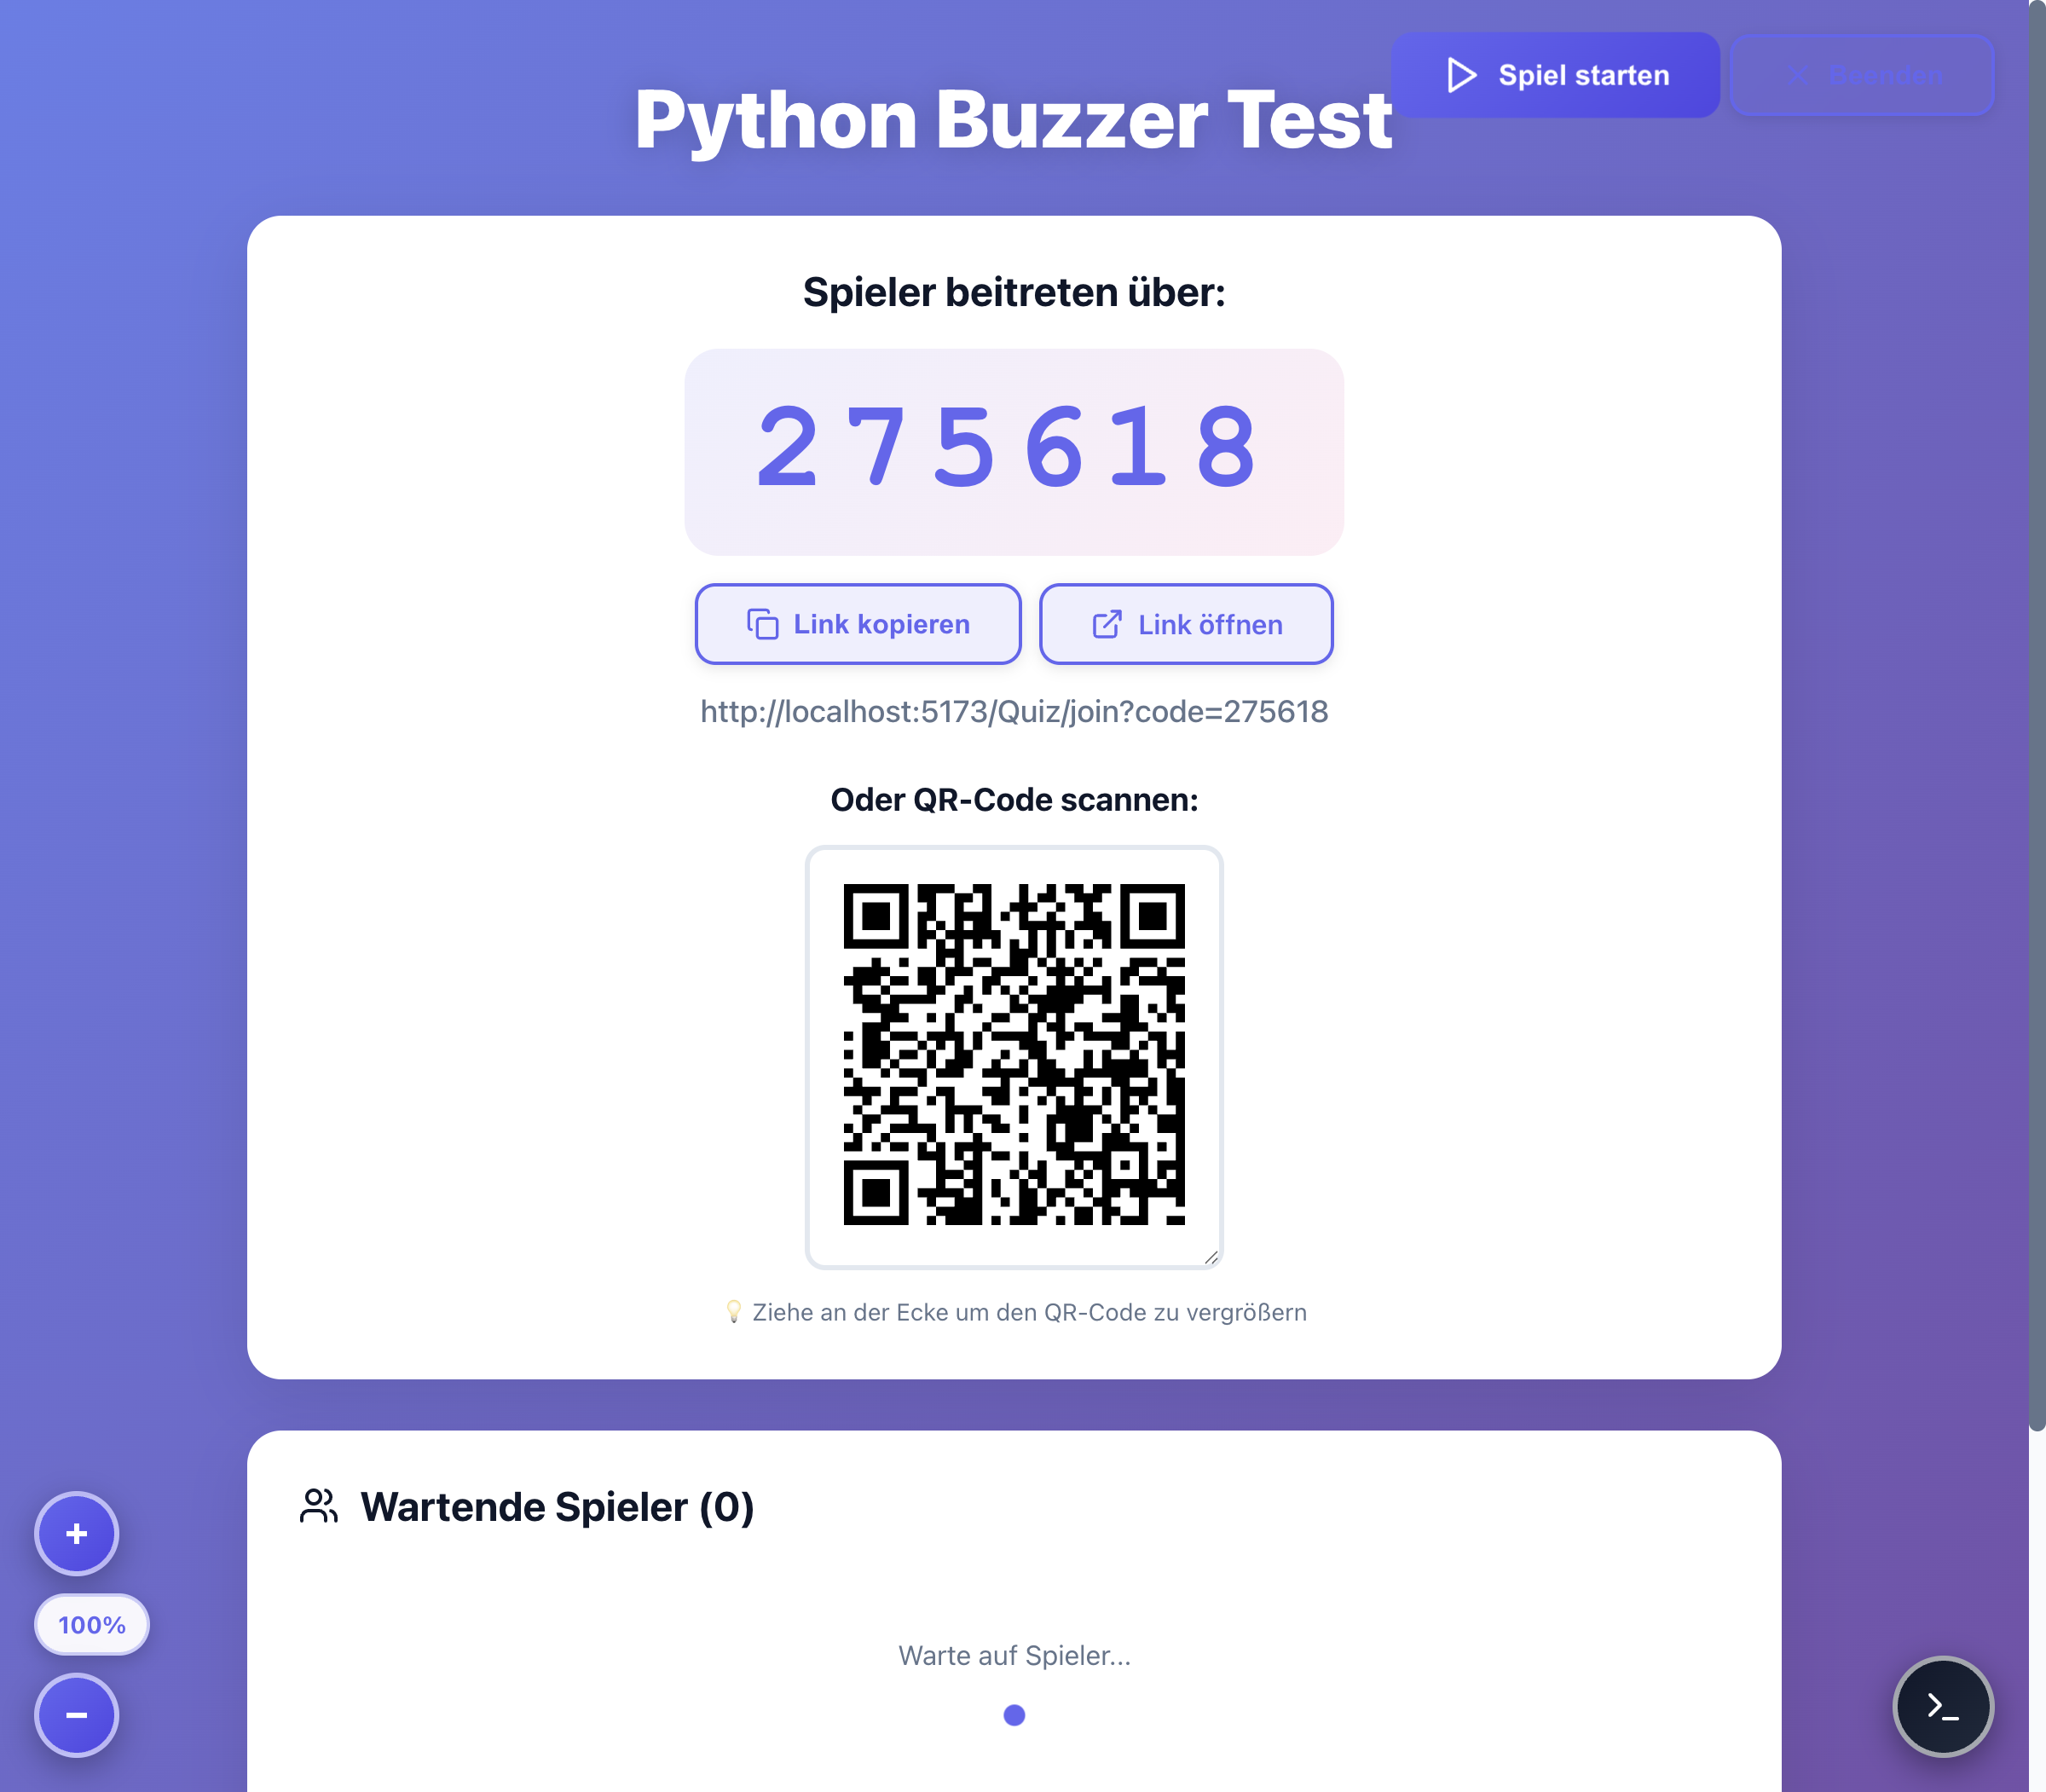 Spiel starten
Beenden
Python Buzzer Test
Spieler beitreten über:
275618
Link kopieren
Link öffnen
http://localhost:5173/Quiz/join?code=275618
Oder QR-Code scannen:
Ziehe an der Ecke um den QR-Code zu vergrößern
Wartende Spieler (0)
+
100%
Warte auf Spieler...
−
>_